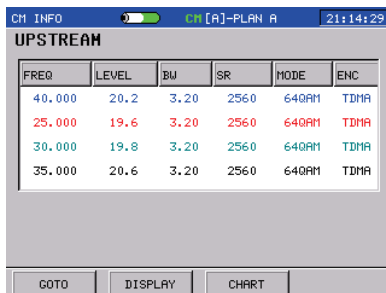 CM INFO CM [A]-PLAN A 21:14:29
UPSTREAM
FREQ LEVEL BW SR MODE ENC
40.000 20.2 3.20 2560 64QAM TDMA
25.000 19.6 3.20 2560 64QAM TDMA
30.000 19.8 3.20 2560 64QAM TDMA
35.000 20.6 3.20 2560 64QAM TDMA
GOTO DISPLAY CHART